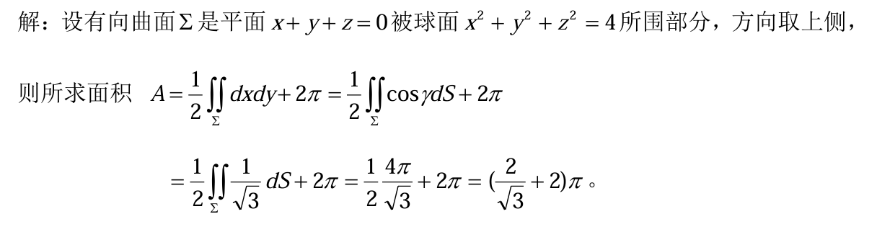 解：设有向曲面Σ是平面 x+ y+ z=0被球面 x² + y² + z² = 4所围部分，方向取上侧，
则所求面积 A= 1/2 ∬_Σ dxdy+2π = 1/2 ∬_Σ cosγdS+2π
= 1/2 ∬_Σ 1/√3 dS+2π = 1/2 4π/√3 +2π = ( 2/√3 +2)π 。